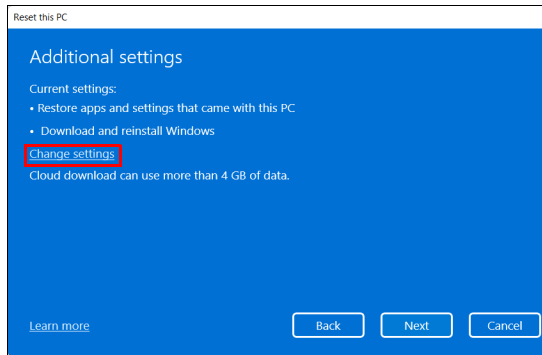 Reset this PC
Additional settings
Current settings:
• Restore apps and settings that came with this PC
• Download and reinstall Windows
Change settings
Cloud download can use more than 4 GB of data.
Learn more
Back
Next
Cancel